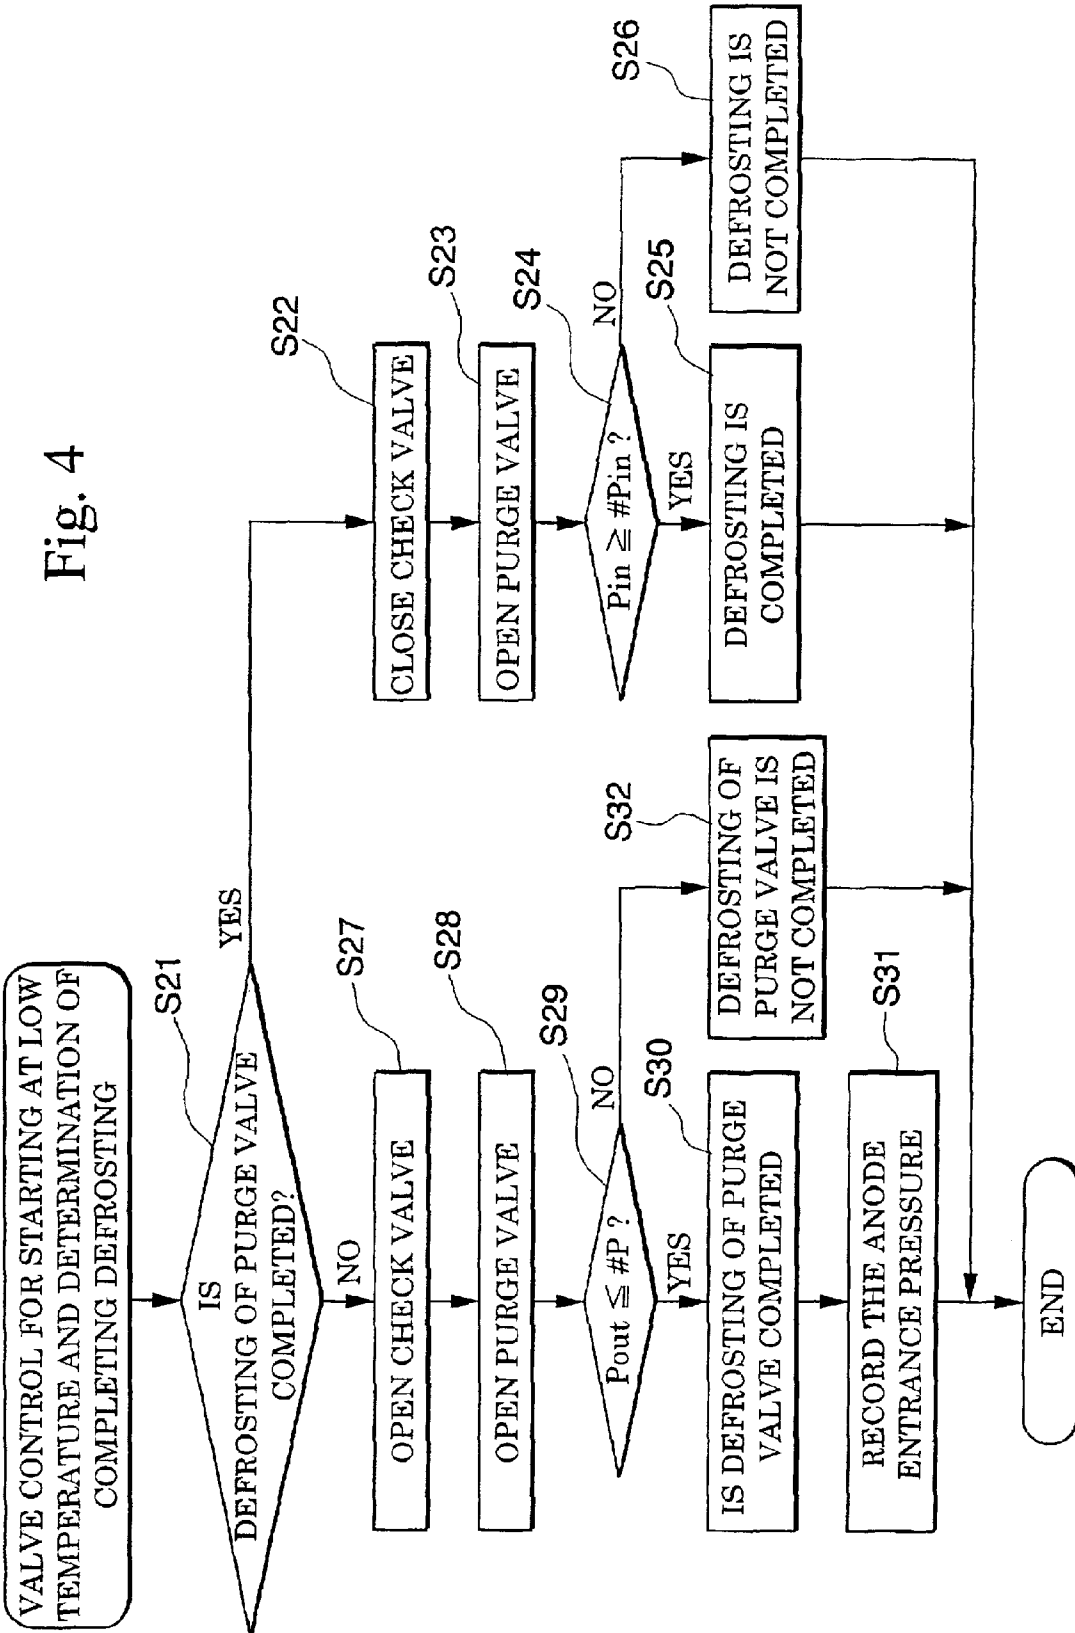 Fig. 4
VALVE CONTROL FOR STARTING AT LOW
TEMPERATURE AND DETERMINATION OF
COMPLETING DEFROSTING
S21
IS
DEFROSTING OF PURGE VALVE
COMPLETED?
YES
NO
S22
CLOSE CHECK VALVE
S23
OPEN PURGE VALVE
S24
Pin ≧ #Pin ?
NO
YES
S25
DEFROSTING IS
COMPLETED
S26
DEFROSTING IS
NOT COMPLETED
S27
OPEN CHECK VALVE
S28
OPEN PURGE VALVE
S29
Pout ≦ #P ?
NO
YES
S30
IS DEFROSTING OF PURGE
VALVE COMPLETED
S32
DEFROSTING OF
PURGE VALVE IS
NOT COMPLETED
S31
RECORD THE ANODE
ENTRANCE PRESSURE
END